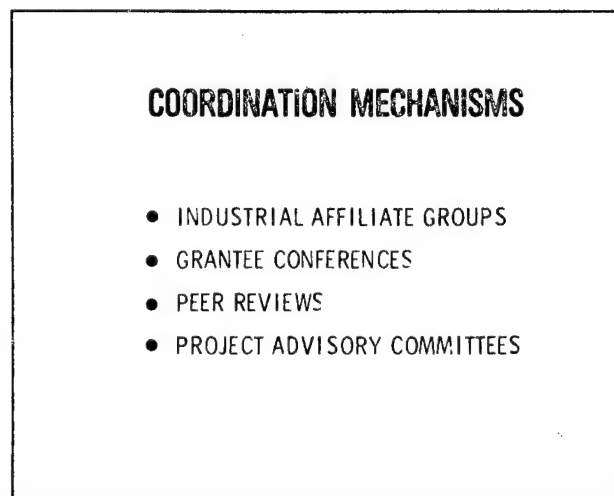 COORDINATION MECHANISMS
● INDUSTRIAL AFFILIATE GROUPS
● GRANTEE CONFERENCES
● PEER REVIEWS
● PROJECT ADVISORY COMMITTEES